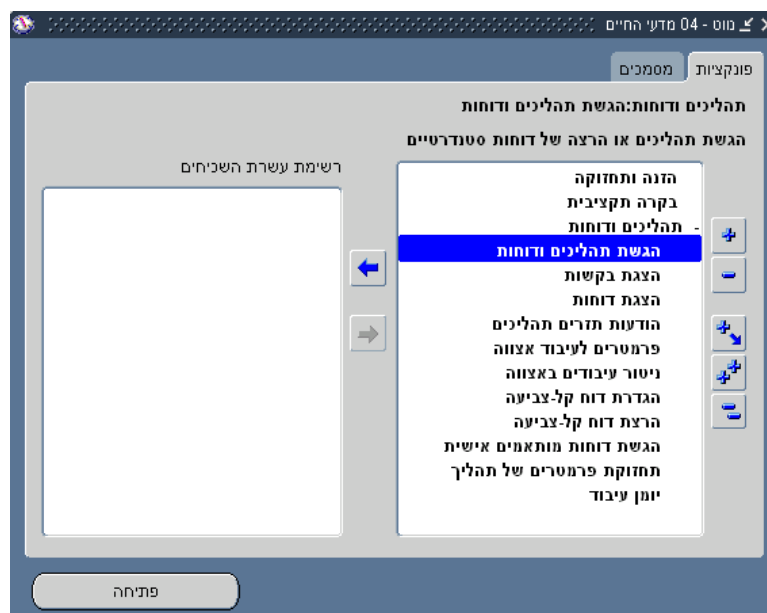 נווט - 04 מדעי החיים
פונקציות
מסמכים
תהליכים ודוחות:הגשת תהליכים ודוחות
הגשת תהליכים או הרצה של דוחות סטנדרטיים
רשימת עשרת השכיחים
הזנה ותחזוקה
בקרה תקציבית
- תהליכים ודוחות
הגשת תהליכים ודוחות
הצגת בקשות
הצגת דוחות
הודעות תזרים תהליכים
פרמטרים לעיבוד אצווה
ניטור עיבודים באצווה
הגדרת דוח קל-צביעה
הרצת דוח קל-צביעה
הגשת דוחות מותאמים אישית
תחזוקת פרמטרים של תהליך
יומן עיבוד
פתיחה